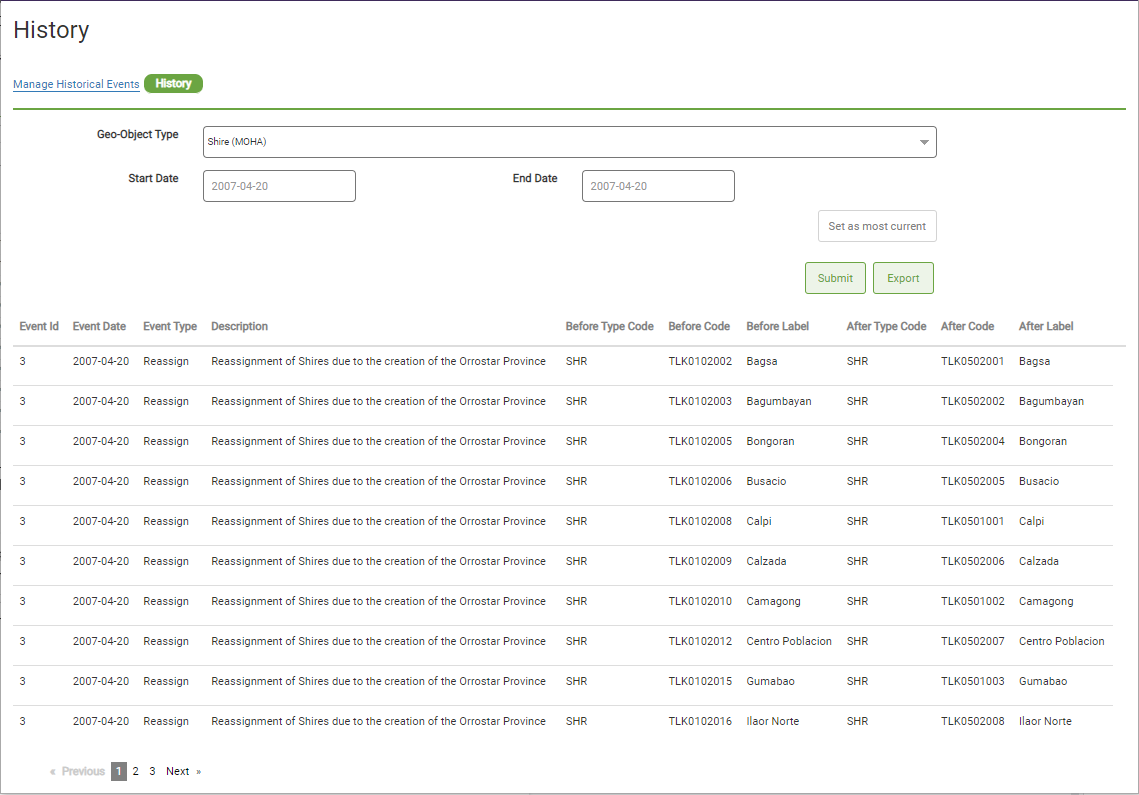 History
Manage Historical Events History
Geo-Object Type Shire (MOHA)
Start Date 2007-04-20 End Date 2007-04-20
Set as most current
Submit Export
Event Id Event Date Event Type Description Before Type Code Before Code Before Label After Type Code After Code After Label
3 2007-04-20 Reassign Reassignment of Shires due to the creation of the Orrostar Province SHR TLK0102002 Bagsa SHR TLK0502001 Bagsa
3 2007-04-20 Reassign Reassignment of Shires due to the creation of the Orrostar Province SHR TLK0102003 Bagumbayan SHR TLK0502002 Bagumbayan
3 2007-04-20 Reassign Reassignment of Shires due to the creation of the Orrostar Province SHR TLK0102005 Bongoran SHR TLK0502004 Bongoran
3 2007-04-20 Reassign Reassignment of Shires due to the creation of the Orrostar Province SHR TLK0102006 Busacio SHR TLK0502005 Busacio
3 2007-04-20 Reassign Reassignment of Shires due to the creation of the Orrostar Province SHR TLK0102008 Calpi SHR TLK0501001 Calpi
3 2007-04-20 Reassign Reassignment of Shires due to the creation of the Orrostar Province SHR TLK0102009 Calzada SHR TLK0502006 Calzada
3 2007-04-20 Reassign Reassignment of Shires due to the creation of the Orrostar Province SHR TLK0102010 Camagong SHR TLK0501002 Camagong
3 2007-04-20 Reassign Reassignment of Shires due to the creation of the Orrostar Province SHR TLK0102012 Centro Poblacion SHR TLK0502007 Centro Poblacion
3 2007-04-20 Reassign Reassignment of Shires due to the creation of the Orrostar Province SHR TLK0102015 Gumabao SHR TLK0501003 Gumabao
3 2007-04-20 Reassign Reassignment of Shires due to the creation of the Orrostar Province SHR TLK0102016 Ilaor Norte SHR TLK0502008 Ilaor Norte
« Previous 1 2 3 Next »